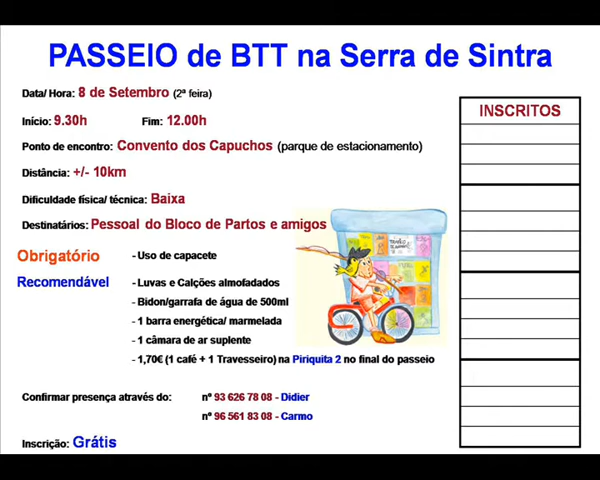 PASSEIO de BTT na Serra de Sintra
Data/ Hora: 8 de Setembro (2ª feira)
Início: 9.30h Fim: 12.00h
Ponto de encontro: Convento dos Capuchos (parque de estacionamento)
Distância: +/- 10km
Dificuldade física/ técnica: Baixa
Destinatários: Pessoal do Bloco de Partos e amigos
Obrigatório - Uso de capacete
Recomendável - Luvas e Calções almofadados
- Bidon/garrafa de água de 500ml
- 1 barra energética/ marmelada
- 1 câmara de ar suplente
- 1,70€ (1 café + 1 Travesseiro) na Piriquita 2 no final do passeio
Confirmar presença através do: nº 93 626 78 08 - Didier
nº 96 561 83 08 - Carmo
Inscrição: Grátis
INSCRITOS